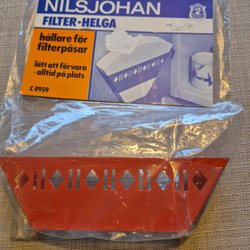 NILSJOHAN
FILTER-HELGA
hållare för
filterpåsar
lätt att förvara
-alltid på plats
C4959